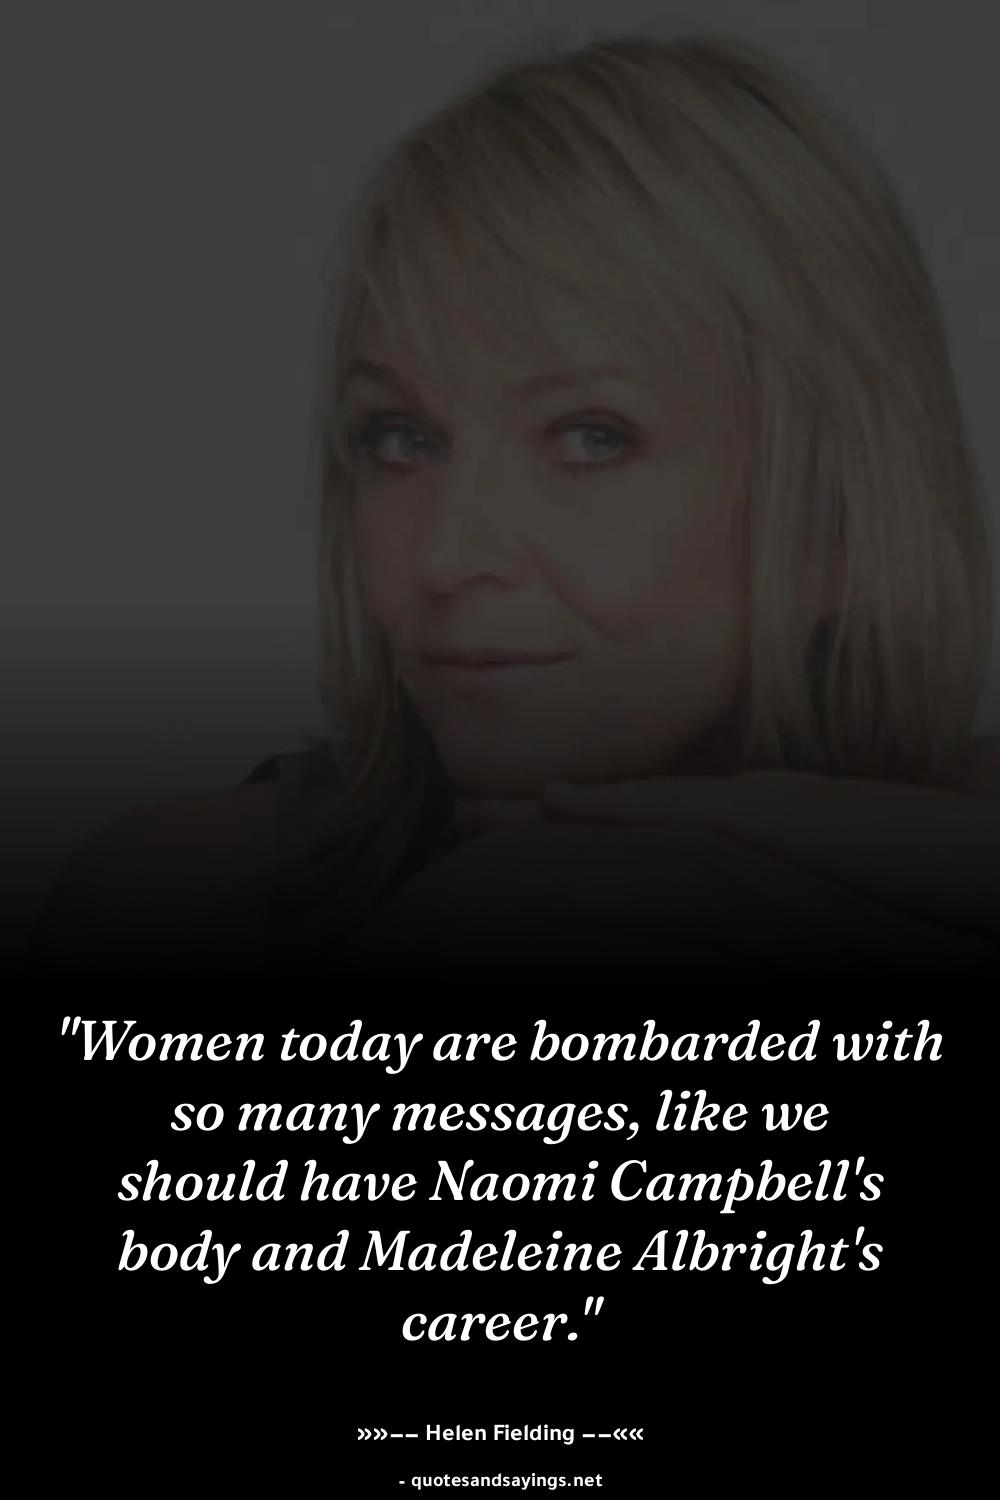 "Women today are bombarded with
so many messages, like we
should have Naomi Campbell's
body and Madeleine Albright's
career."
»»–– Helen Fielding ––««
- quotesandsayings.net